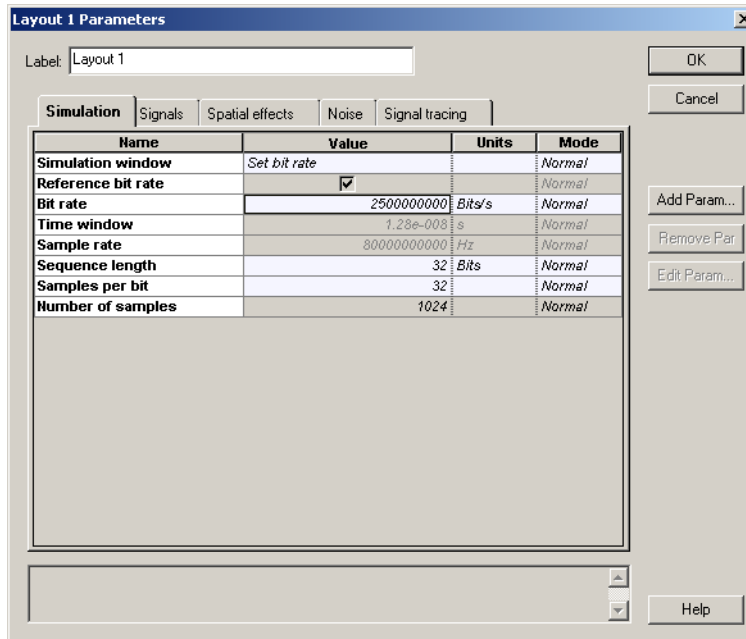 Layout 1 Parameters
Label: Layout 1
OK
Cancel
Simulation Signals Spatial effects Noise Signal tracing
Name Value Units Mode
Simulation window Set bit rate Normal
Reference bit rate Normal
Bit rate 2500000000 Bits/s Normal
Time window 1.28e-008 s Normal
Sample rate 80000000000 Hz Normal
Sequence length 32 Bits Normal
Samples per bit 32 Normal
Number of samples 1024 Normal
Add Param...
Remove Par
Edit Param...
Help